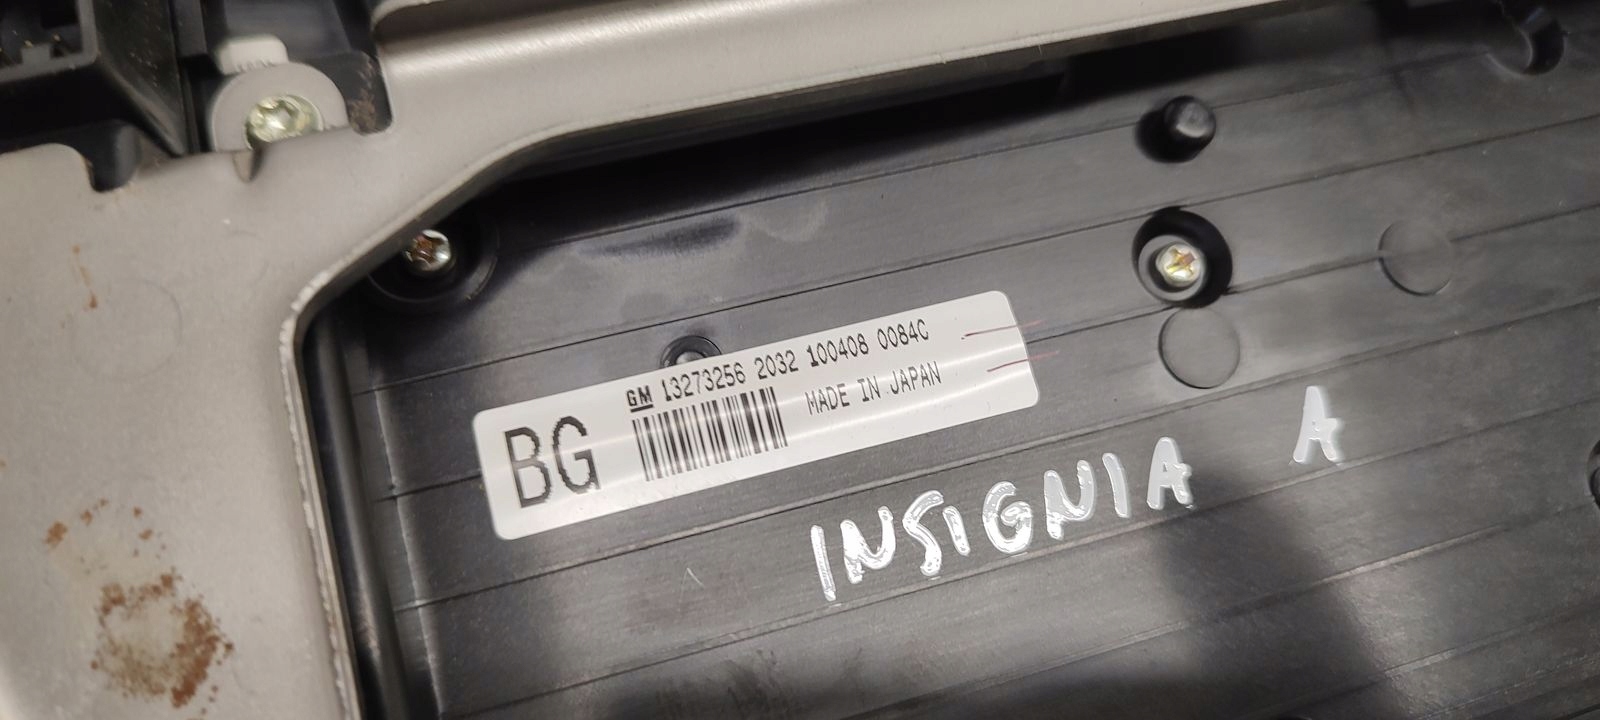 GM 13273256 2032 100408 0084C
BG
MADE IN JAPAN
INSIGNIA A